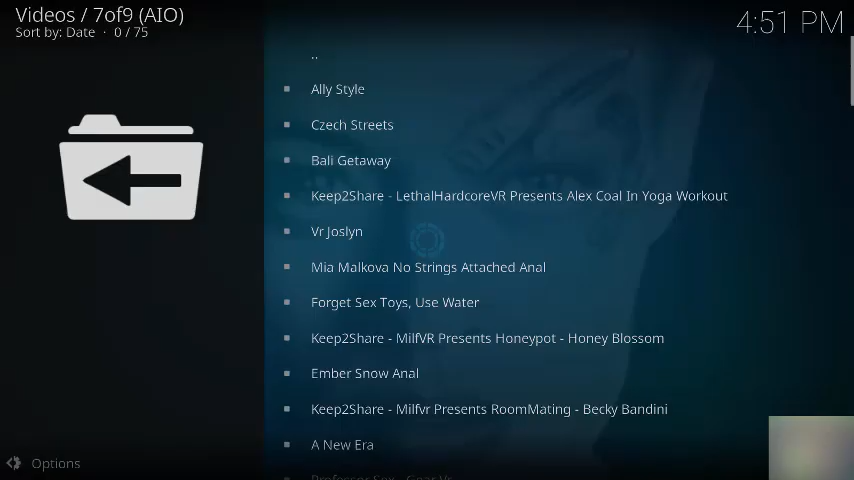 Videos / 7of9 (AIO)
Sort by: Date · 0 / 75
4:51 PM
..
Ally Style
Czech Streets
Bali Getaway
Keep2Share - LethalHardcoreVR Presents Alex Coal In Yoga Workout
Vr Joslyn
Mia Malkova No Strings Attached Anal
Forget Sex Toys, Use Water
Keep2Share - MilfVR Presents Honeypot - Honey Blossom
Ember Snow Anal
Keep2Share - Milfvr Presents RoomMating - Becky Bandini
A New Era
Options